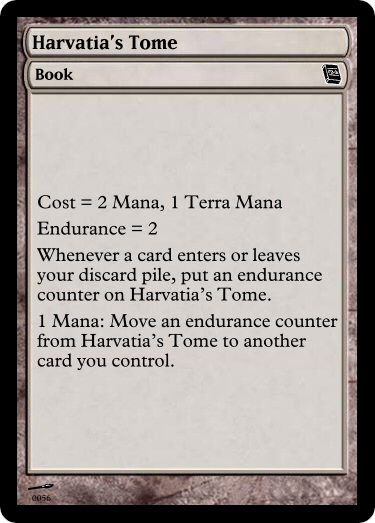 Harvatia's Tome
Book
Cost = 2 Mana, 1 Terra Mana
Endurance = 2
Whenever a card enters or leaves
your discard pile, put an endurance
counter on Harvatia's Tome.
1 Mana: Move an endurance counter
from Harvatia's Tome to another
card you control.
0056